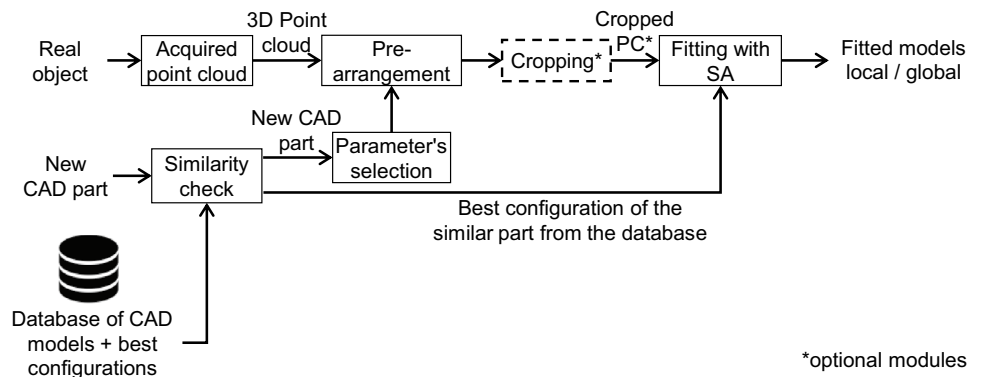 Real
object
Acquired
point cloud
3D Point
cloud
Pre-
arrangement
Cropping*
Cropped
PC*
Fitting with
SA
Fitted models
local / global
New
CAD part
Similarity
check
New CAD
part
Parameter's
selection
Best configuration of the
similar part from the database
Database of CAD
models + best
configurations
*optional modules